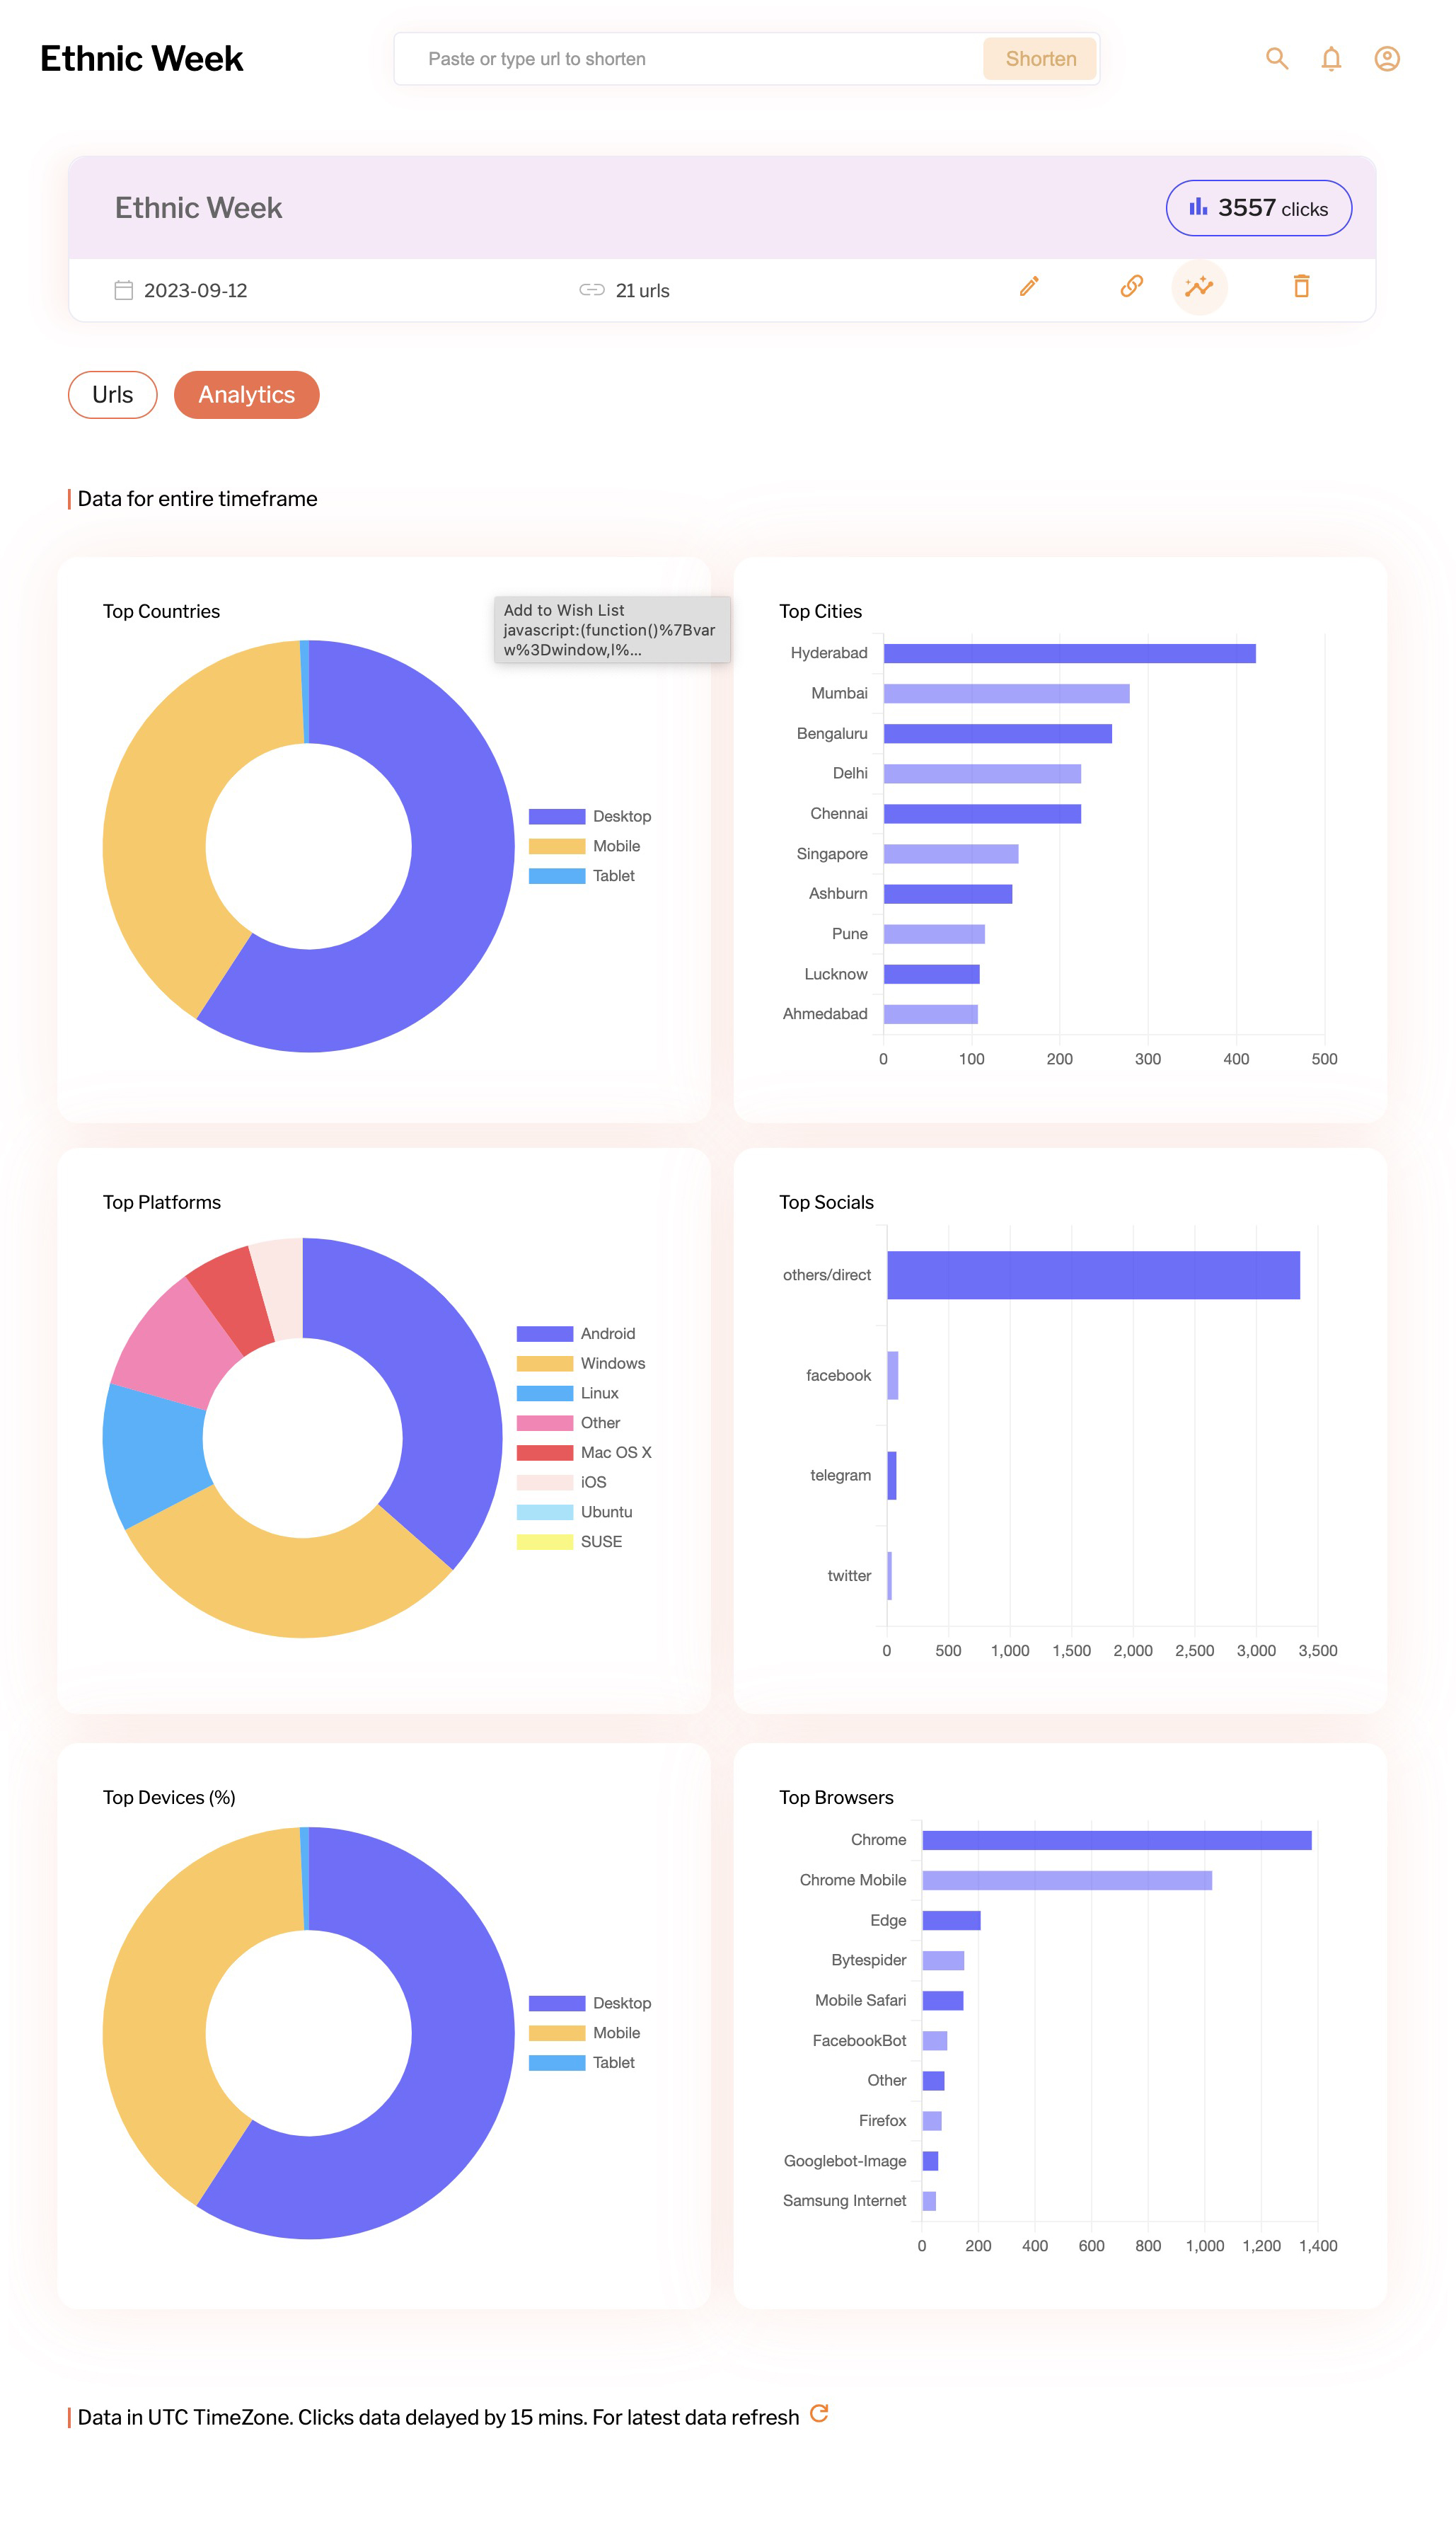 Ethnic Week
Paste or type url to shorten
Shorten
Ethnic Week
3557 clicks
2023-09-12
21 urls
Urls
Analytics
Data for entire timeframe
Top Countries
Add to Wish List
javascript:(function()%7Bvar
w%3Dwindow,l%...
Desktop
Mobile
Tablet
Top Cities
Hyderabad
Mumbai
Bengaluru
Delhi
Chennai
Singapore
Ashburn
Pune
Lucknow
Ahmedabad
0 100 200 300 400 500
Top Platforms
Android
Windows
Linux
Other
Mac OS X
iOS
Ubuntu
SUSE
Top Socials
others/direct
facebook
telegram
twitter
0 500 1,000 1,500 2,000 2,500 3,000 3,500
Top Devices (%)
Desktop
Mobile
Tablet
Top Browsers
Chrome
Chrome Mobile
Edge
Bytespider
Mobile Safari
FacebookBot
Other
Firefox
Googlebot-Image
Samsung Internet
0 200 400 600 800 1,000 1,200 1,400
Data in UTC TimeZone. Clicks data delayed by 15 mins. For latest data refresh